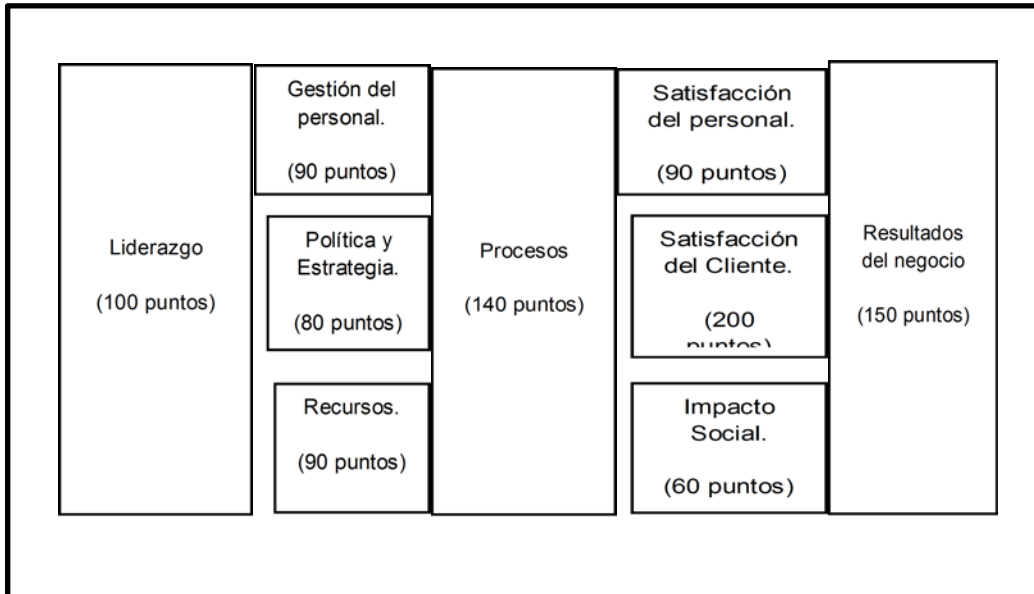 Liderazgo
(100 puntos)
Gestión del
personal.
(90 puntos)
Política y
Estrategia.
(80 puntos)
Recursos.
(90 puntos)
Procesos
(140 puntos)
Satisfacción
del personal.
(90 puntos)
Satisfacción
del Cliente.
(200
puntos)
Impacto
Social.
(60 puntos)
Resultados
del negocio
(150 puntos)